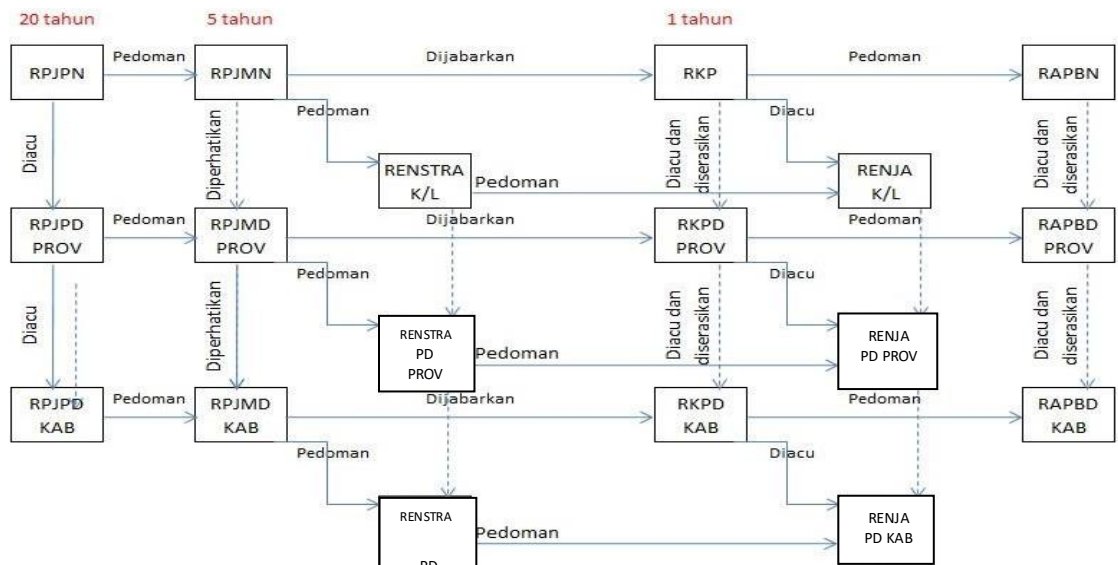 20 tahun 5 tahun 1 tahun
RPJPN Pedoman RPJMN Dijabarkan RKP Pedoman RAPBN
Diacu
Diperhatikan
Pedoman
Diacu dan
diserasikan
Diacu
Diacu dan
diserasikan
RENSTRA
K/L
Pedoman
RENJA
K/L
RPJPD
PROV
Pedoman
RPJMD
PROV
Dijabarkan
RKPD
PROV
Pedoman
RAPBD
PROV
Diacu
Diperhatikan
Pedoman
Diacu dan
diserasikan
Diacu
Diacu dan
diserasikan
RENSTRA
PD
PROV
Pedoman
RENJA
PD PROV
RPJPD
KAB
Pedoman
RPJMD
KAB
Dijabarkan
RKPD
KAB
Pedoman
RAPBD
KAB
Pedoman
Diacu
RENSTRA
PD
Pedoman
RENJA
PD KAB